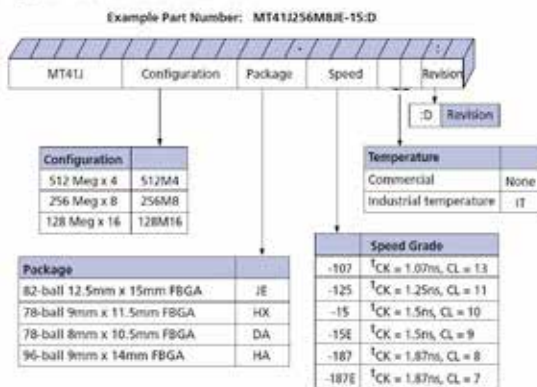 Example Part Number: MT41J256M8JE-15:D
- :
MT41J Configuration Package Speed Revision
:D Revision
Configuration
512 Meg x 4 512M4
256 Meg x 8 256M8
128 Meg x 16 128M16
Temperature
Commercial None
Industrial temperature IT
Package
82-ball 12.5mm x 15mm FBGA JE
78-ball 9mm x 11.5mm FBGA HX
78-ball 8mm x 10.5mm FBGA DA
96-ball 9mm x 14mm FBGA HA
Speed Grade
-107 tCK = 1.07ns, CL = 13
-125 tCK = 1.25ns, CL = 11
-15 tCK = 1.5ns, CL = 10
-15E tCK = 1.5ns, CL = 9
-187 tCK = 1.87ns, CL = 8
-187E tCK = 1.87ns, CL = 7